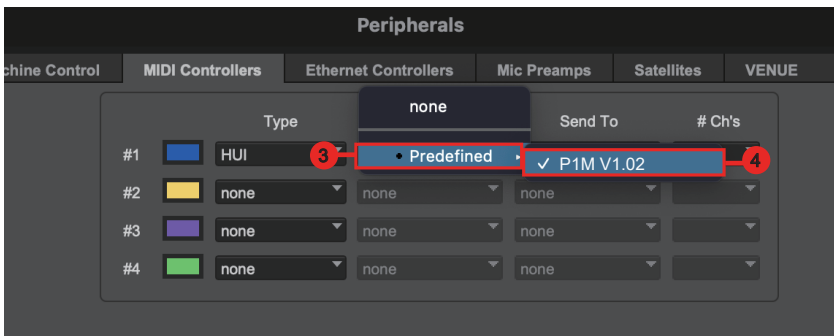 Peripherals
chine Control MIDI Controllers Ethernet Controllers Mic Preamps Satellites VENUE
none
Type Send To # Ch's
#1 HUI 3 • Predefined ✓ P1M V1.02 4
#2 none none none
#3 none none none
#4 none none none